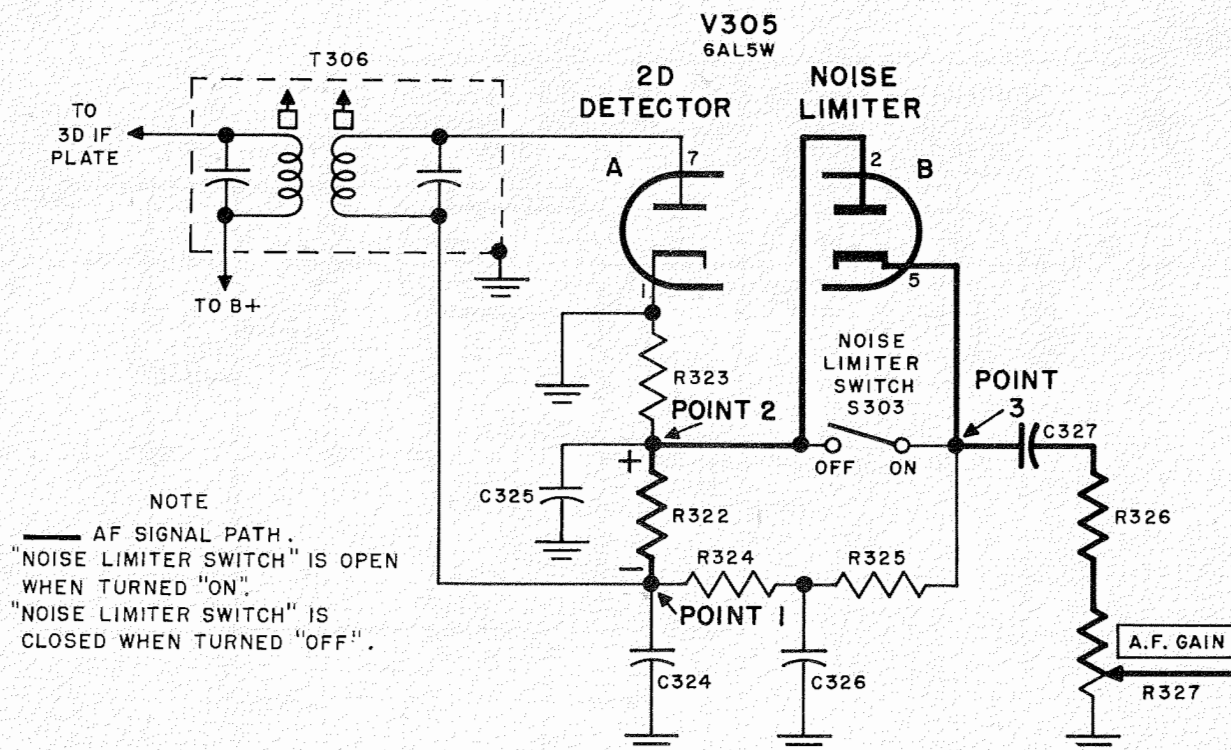 V305
6AL5W
T306
2D
DETECTOR
NOISE
LIMITER
TO
3D IF
PLATE
A
7
2
B
1
5
TO B+
NOISE
LIMITER
SWITCH
S303
R323
POINT 2
POINT
3
C327
+
OFF
ON
C325
R322
R326
NOTE
AF SIGNAL PATH.
"NOISE LIMITER SWITCH" IS OPEN
WHEN TURNED "ON".
"NOISE LIMITER SWITCH" IS
CLOSED WHEN TURNED "OFF".
−
R324
R325
POINT 1
A.F. GAIN
C324
C326
R327